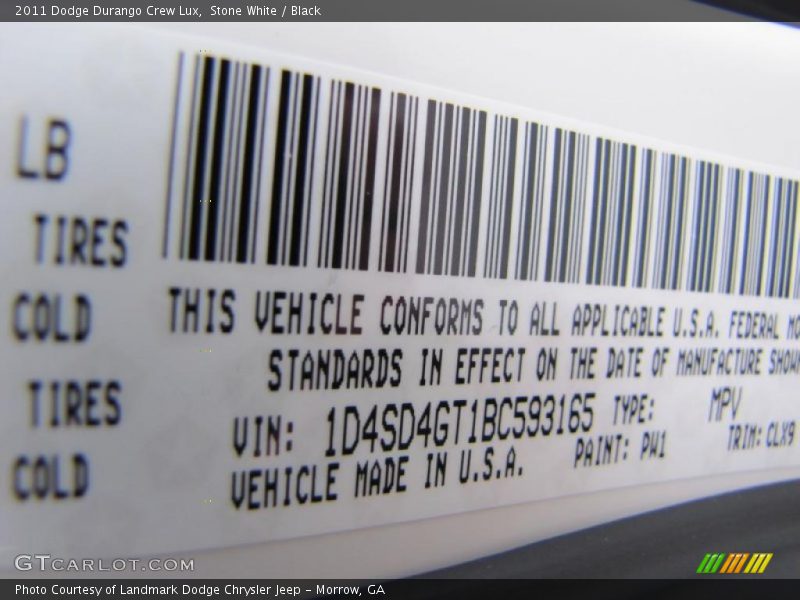 2011 Dodge Durango Crew Lux,  Stone White / Black
LB
TIRES
COLD
TIRES
COLD
THIS VEHICLE CONFORMS TO ALL APPLICABLE U.S.A. FEDERAL MO
STANDARDS IN EFFECT ON THE DATE OF MANUFACTURE SHOW
VIN: 1D4SD4GT1BC593165 TYPE: MPV
VEHICLE MADE IN U.S.A. PAINT: PW1 TRIM: CLX9
GTCARLOT.COM
Photo Courtesy of Landmark Dodge Chrysler Jeep – Morrow, GA